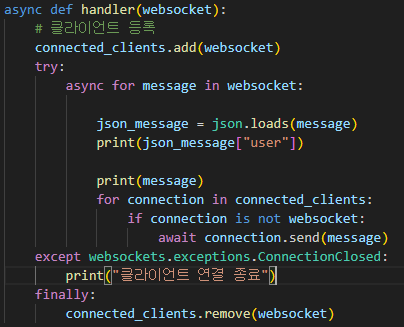 async def handler(websocket):
    # 클라이언트 등록
    connected_clients.add(websocket)
    try:
        async for message in websocket:

            json_message = json.loads(message)
            print(json_message["user"])

            print(message)
            for connection in connected_clients:
                if connection is not websocket:
                    await connection.send(message)
    except websockets.exceptions.ConnectionClosed:
        print("클라이언트 연결 종료")
    finally:
        connected_clients.remove(websocket)